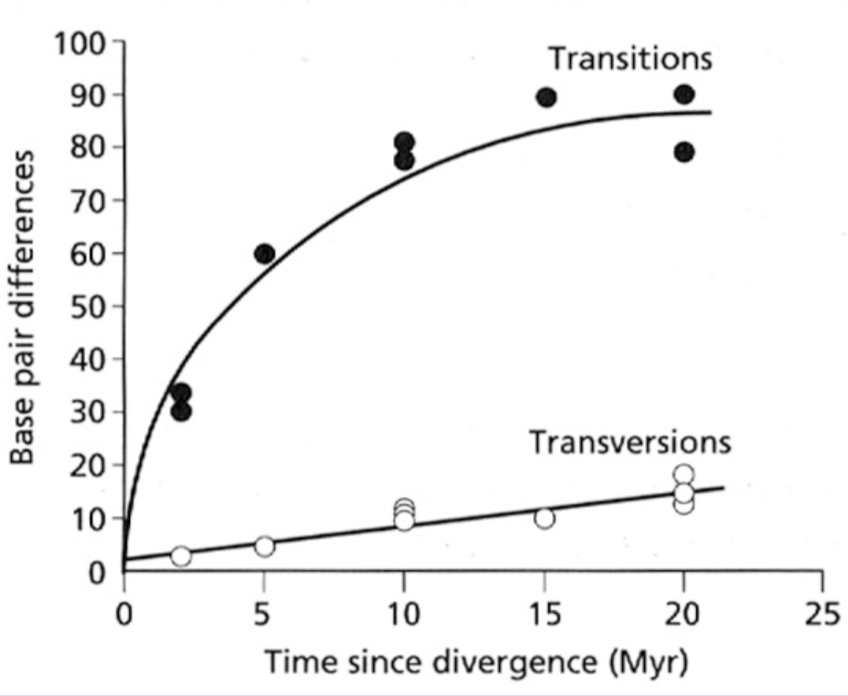 Transitions
Transversions
Base pair differences
100
90
80
70
60
50
40
30
20
10
0
0 5 10 15 20 25
Time since divergence (Myr)